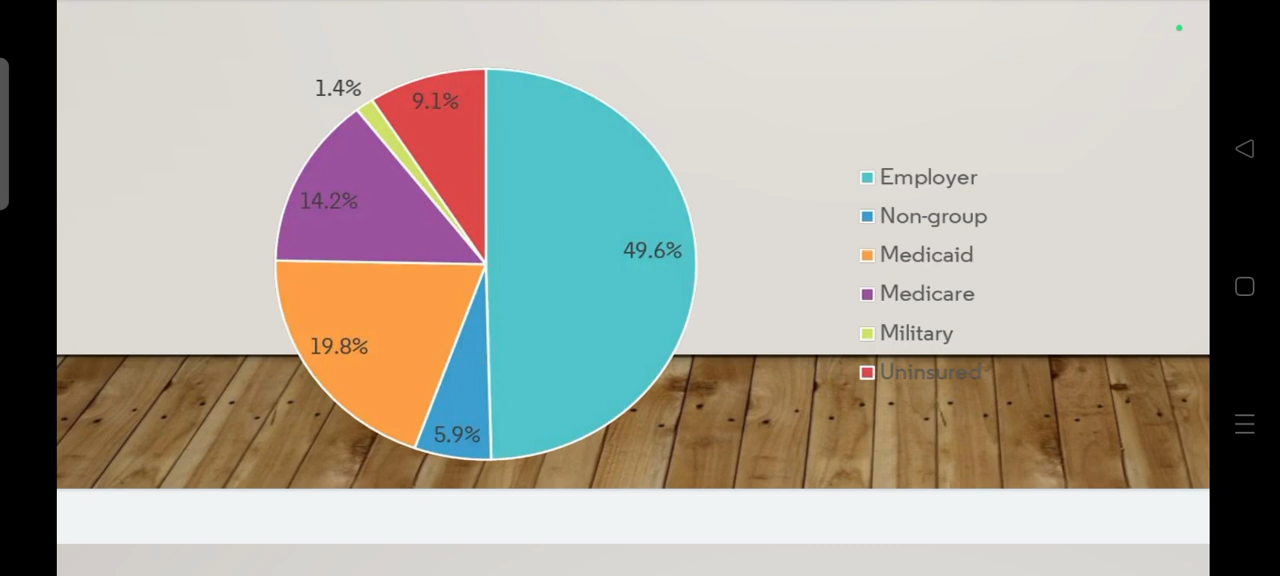 1.4%
9.1%
14.2%
49.6%
19.8%
5.9%
Employer
Non-group
Medicaid
Medicare
Military
Uninsured